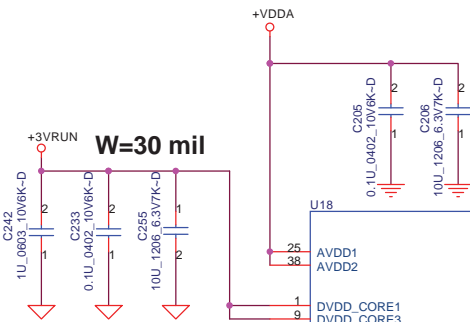 +VDDA
2
2
C205
0.1U_0402_10V6K~D
C206
10U_1206_6.3V7K~D
1
1
+3VRUN
W=30 mil
C242
1U_0603_10V6K~D
2
1
C233
0.1U_0402_10V6K~D
2
1
C255
10U_1206_6.3V7K~D
1
2
U18
25
AVDD1
38
AVDD2
1
DVDD_CORE1
9
DVDD_CORE3